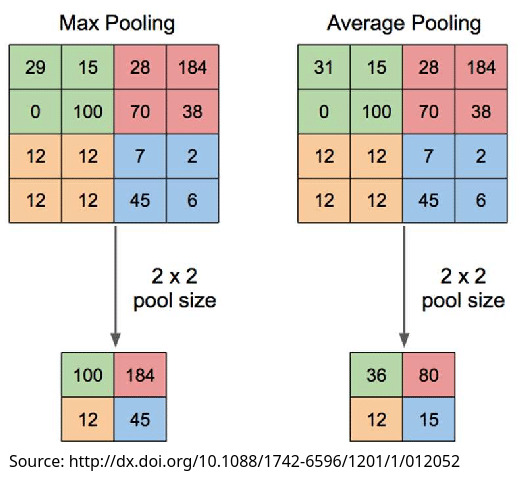 Max Pooling
29 15 28 184
0 100 70 38
12 12 7 2
12 12 45 6
2 x 2
pool size
100 184
12 45
Average Pooling
31 15 28 184
0 100 70 38
12 12 7 2
12 12 45 6
2 x 2
pool size
36 80
12 15
Source: http://dx.doi.org/10.1088/1742-6596/1201/1/012052